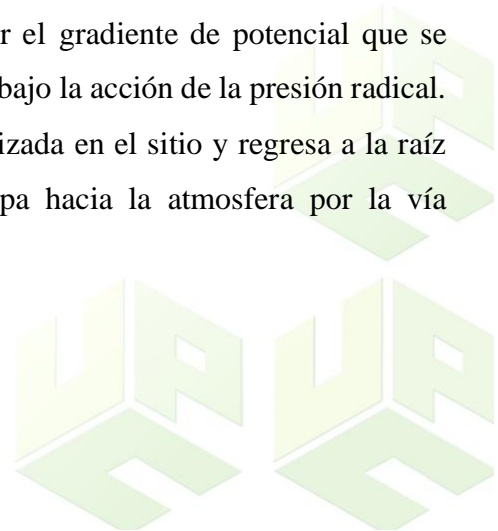 r el gradiente de potencial que se
bajo la acción de la presión radical.
izada en el sitio y regresa a la raíz
pa hacia la atmosfera por la vía